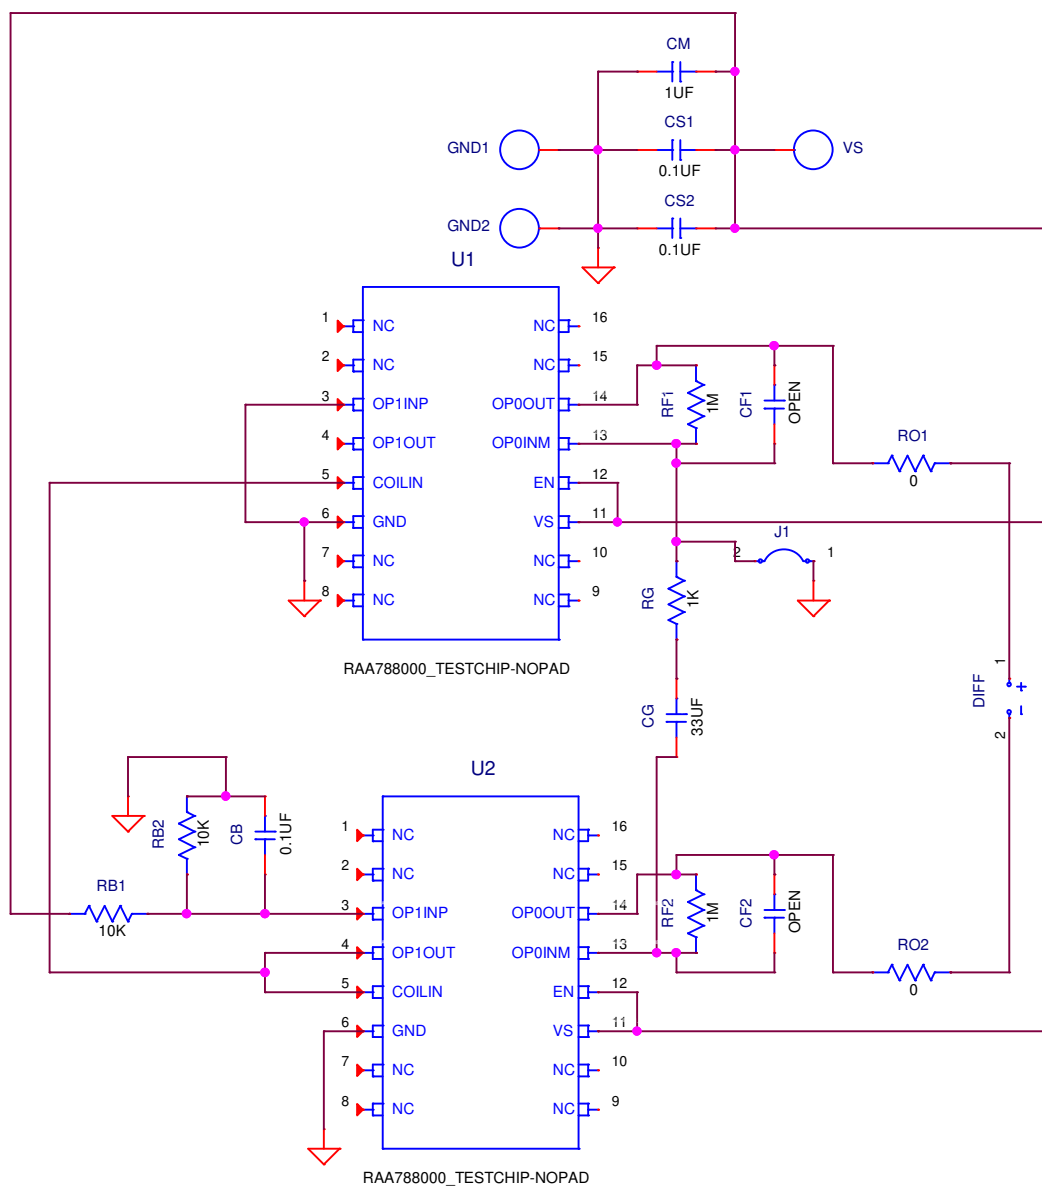 CM
1UF
CS1
GND1
VS
0.1UF
CS2
GND2
0.1UF
U1
1 NC NC 16
2 NC NC 15
3 OP1INP OP0OUT 14
4 OP1OUT OP0INM 13
5 COILIN EN 12
6 GND VS 11
7 NC NC 10
8 NC NC 9
RAA788000_TESTCHIP-NOPAD
RF1
1M
CF1
OPEN
RO1
0
J1
2
1
RG
1K
CG
33UF
DIFF
1
+
-
2
U2
1 NC NC 16
2 NC NC 15
3 OP1INP OP0OUT 14
4 OP1OUT OP0INM 13
5 COILIN EN 12
6 GND VS 11
7 NC NC 10
8 NC NC 9
RAA788000_TESTCHIP-NOPAD
RB2
10K
CB
0.1UF
RB1
10K
RF2
1M
CF2
OPEN
RO2
0